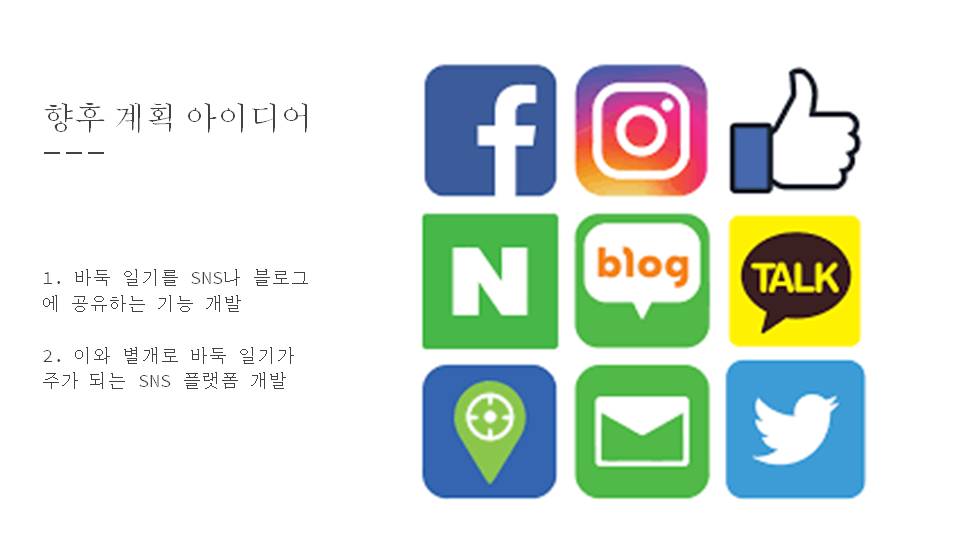 향후 계획 아이디어
1. 바둑 일기를 SNS나 블로그
에 공유하는 기능 개발
2. 이와 별개로 바둑 일기가
주가 되는 SNS 플랫폼 개발
f
N
blog
TALK